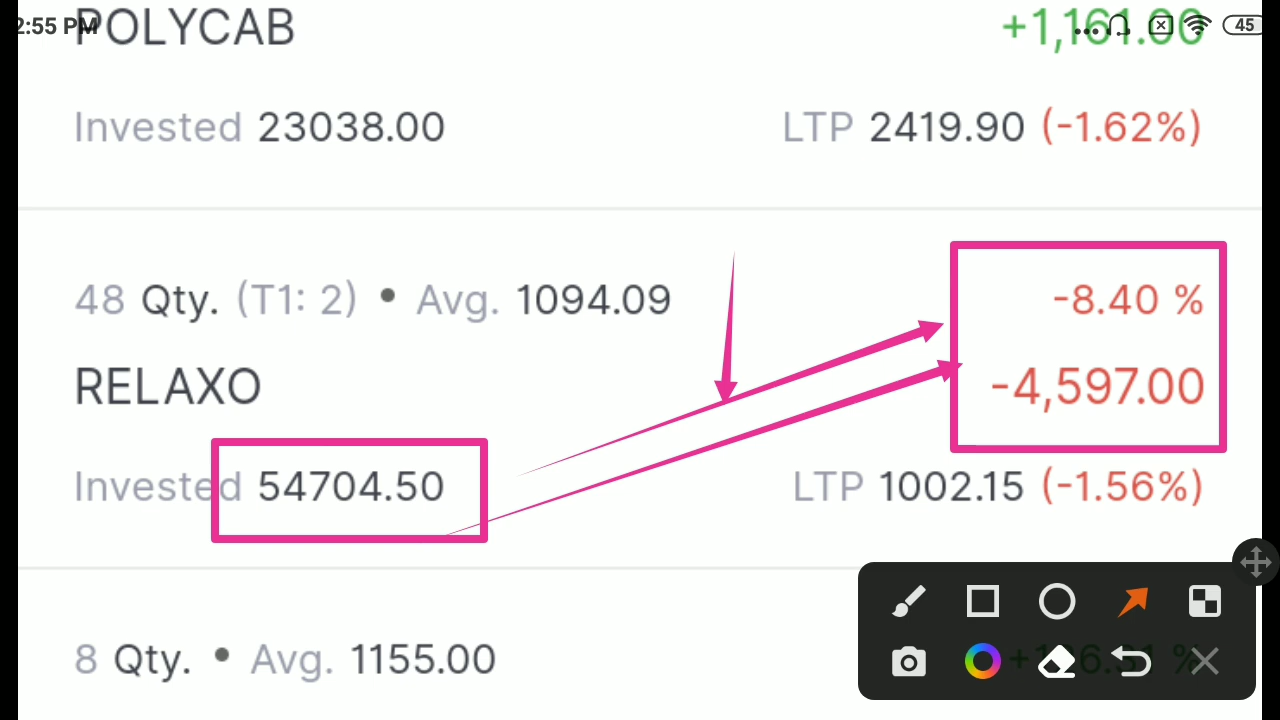 2:55 PM
45
POLYCAB +1,161.00
Invested 23038.00 LTP 2419.90 (-1.62%)
48 Qty. (T1: 2) • Avg. 1094.09 -8.40 %
RELAXO -4,597.00
Invested 54704.50 LTP 1002.15 (-1.56%)
8 Qty. • Avg. 1155.00